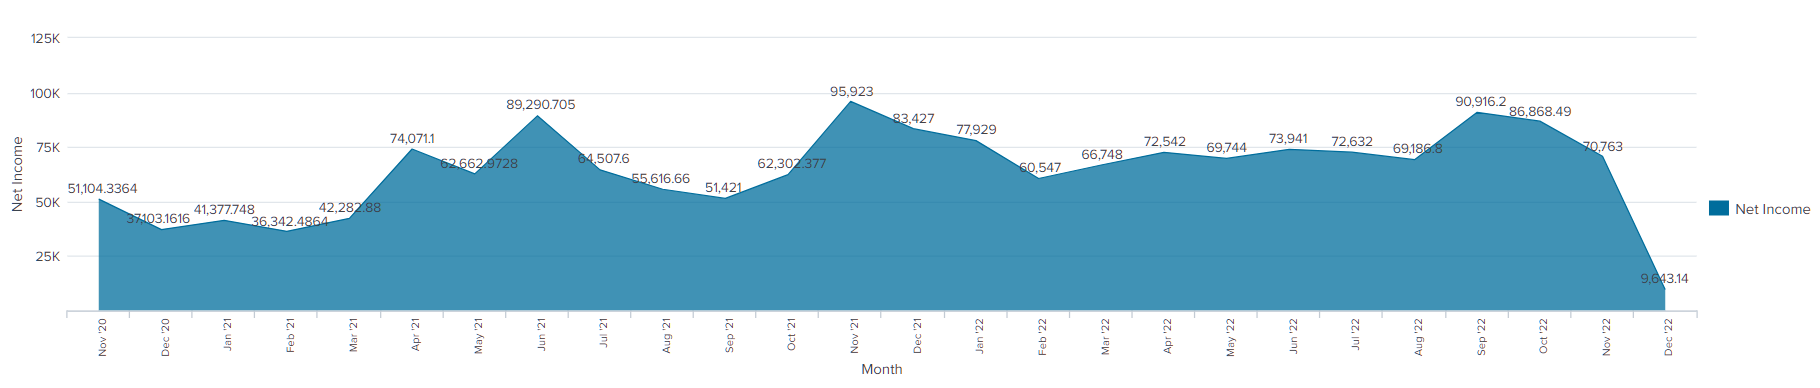 125K
100K
75K
50K
25K
Net Income
51,104.3364
37,103.1616
41,377.748
36,342.4864
42,282.88
74,071.1
62,662.9728
89,290.705
64,507.6
55,616.66
51,421
62,302.377
95,923
83,427
77,929
60,547
66,748
72,542
69,744
73,941
72,632
69,186.8
90,916.2
86,868.49
70,763
9,643.14
Nov '20
Dec '20
Jan '21
Feb '21
Mar '21
Apr '21
May '21
Jun '21
Jul '21
Aug '21
Sep '21
Oct '21
Nov '21
Dec '21
Jan '22
Feb '22
Mar '22
Apr '22
May '22
Jun '22
Jul '22
Aug '22
Sep '22
Oct '22
Nov '22
Dec '22
Month
Net Income